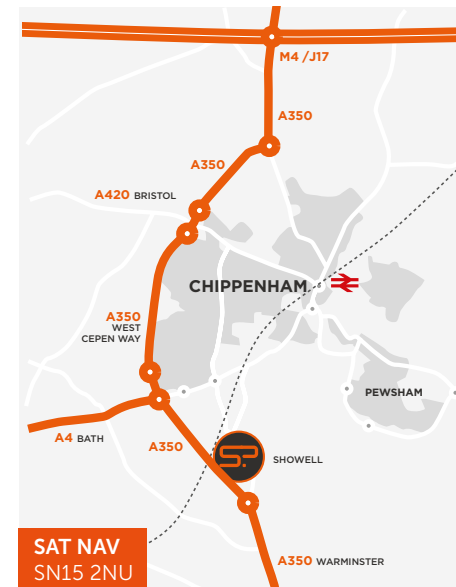 M4 /J17
A350
A350
A420 BRISTOL
CHIPPENHAM
A350
WEST
CEPEN WAY
PEWSHAM
A4 BATH
A350
SP
SHOWELL
SAT NAV
SN15 2NU
A350 WARMINSTER